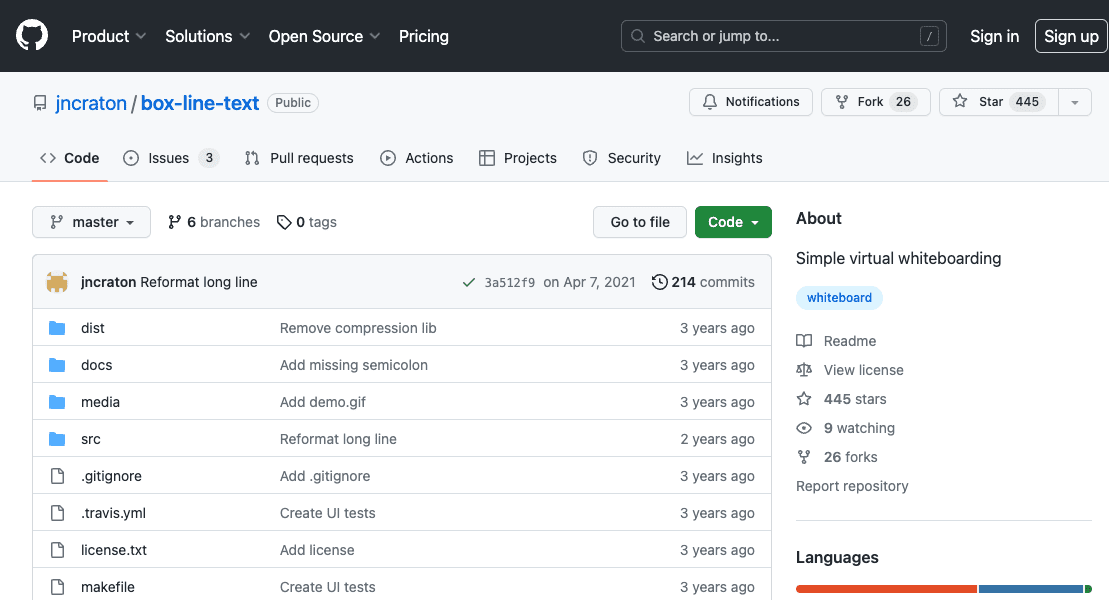 Product Solutions Open Source Pricing Search or jump to... / Sign in Sign up
jncraton / box-line-text Public Notifications Fork 26 Star 445
Code Issues 3 Pull requests Actions Projects Security Insights
master 6 branches 0 tags Go to file Code
jncraton Reformat long line 3a512f9 on Apr 7, 2021 214 commits
dist Remove compression lib 3 years ago
docs Add missing semicolon 3 years ago
media Add demo.gif 3 years ago
src Reformat long line 2 years ago
.gitignore Add .gitignore 3 years ago
.travis.yml Create UI tests 3 years ago
license.txt Add license 3 years ago
makefile Create UI tests 3 years ago
About
Simple virtual whiteboarding
whiteboard
Readme
View license
445 stars
9 watching
26 forks
Report repository
Languages